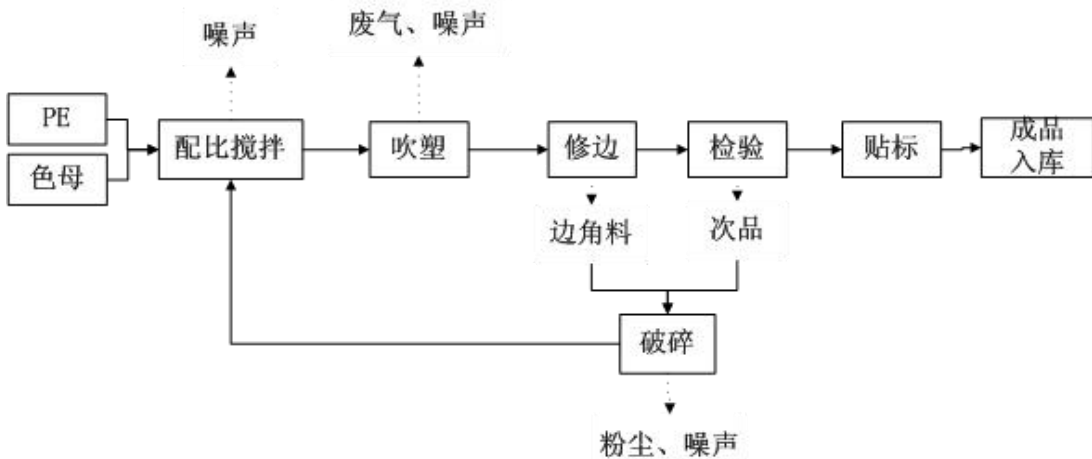 噪声
废气、噪声
PE
色母
配比搅拌
吹塑
修边
检验
贴标
成品
入库
边角料
次品
破碎
粉尘、噪声